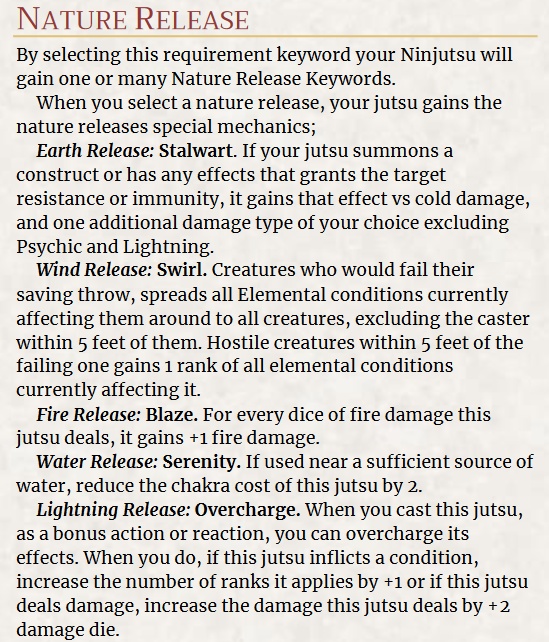 NATURE RELEASE
By selecting this requirement keyword your Ninjutsu will
gain one or many Nature Release Keywords.
When you select a nature release, your jutsu gains the
nature releases special mechanics;
Earth Release: Stalwart. If your jutsu summons a
construct or has any effects that grants the target
resistance or immunity, it gains that effect vs cold damage,
and one additional damage type of your choice excluding
Psychic and Lightning.
Wind Release: Swirl. Creatures who would fail their
saving throw, spreads all Elemental conditions currently
affecting them around to all creatures, excluding the caster
within 5 feet of them. Hostile creatures within 5 feet of the
failing one gains 1 rank of all elemental conditions
currently affecting it.
Fire Release: Blaze. For every dice of fire damage this
jutsu deals, it gains +1 fire damage.
Water Release: Serenity. If used near a sufficient source of
water, reduce the chakra cost of this jutsu by 2.
Lightning Release: Overcharge. When you cast this jutsu,
as a bonus action or reaction, you can overcharge its
effects. When you do, if this jutsu inflicts a condition,
increase the number of ranks it applies by +1 or if this jutsu
deals damage, increase the damage this jutsu deals by +2
damage die.